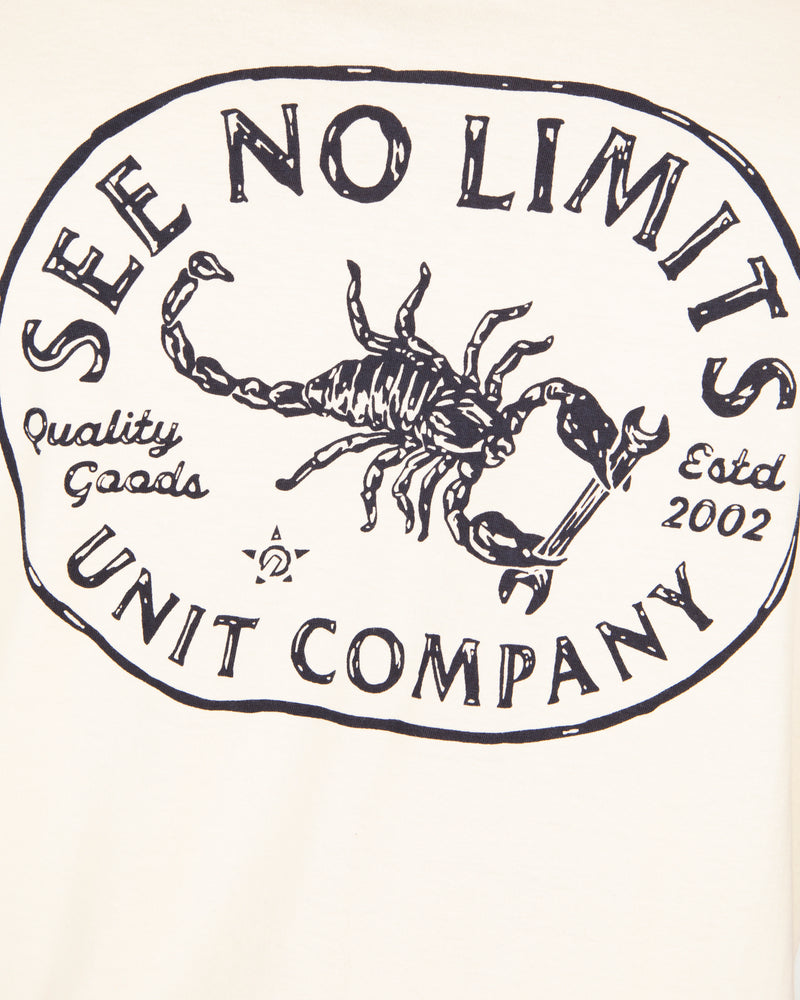 SEE NO LIMITS
Quality
Goods
Estd
2002
UNIT COMPANY